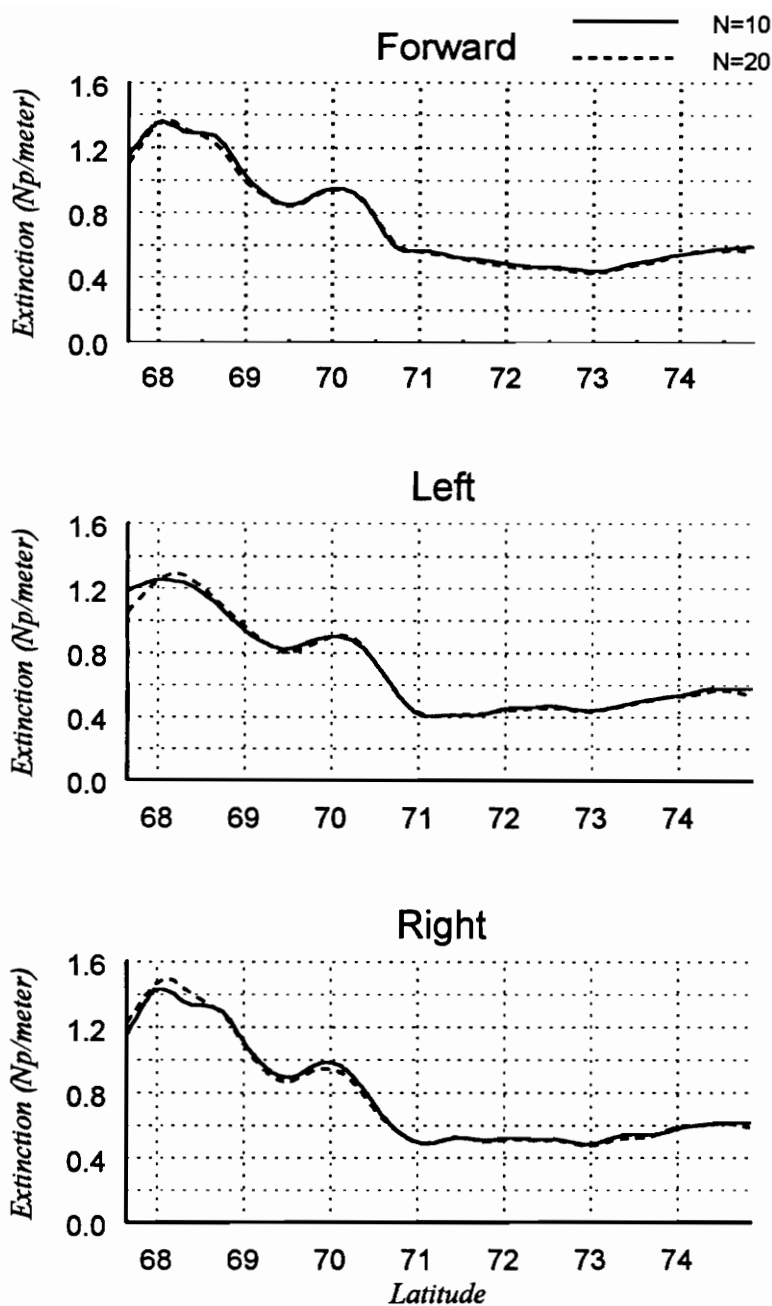 N=10
Forward
N=20
Extinction (Np/meter)
1.6
1.2
0.8
0.4
0.0
68 69 70 71 72 73 74
Left
Extinction (Np/meter)
1.6
1.2
0.8
0.4
0.0
68 69 70 71 72 73 74
Right
Extinction (Np/meter)
1.6
1.2
0.8
0.4
0.0
68 69 70 71 72 73 74
Latitude